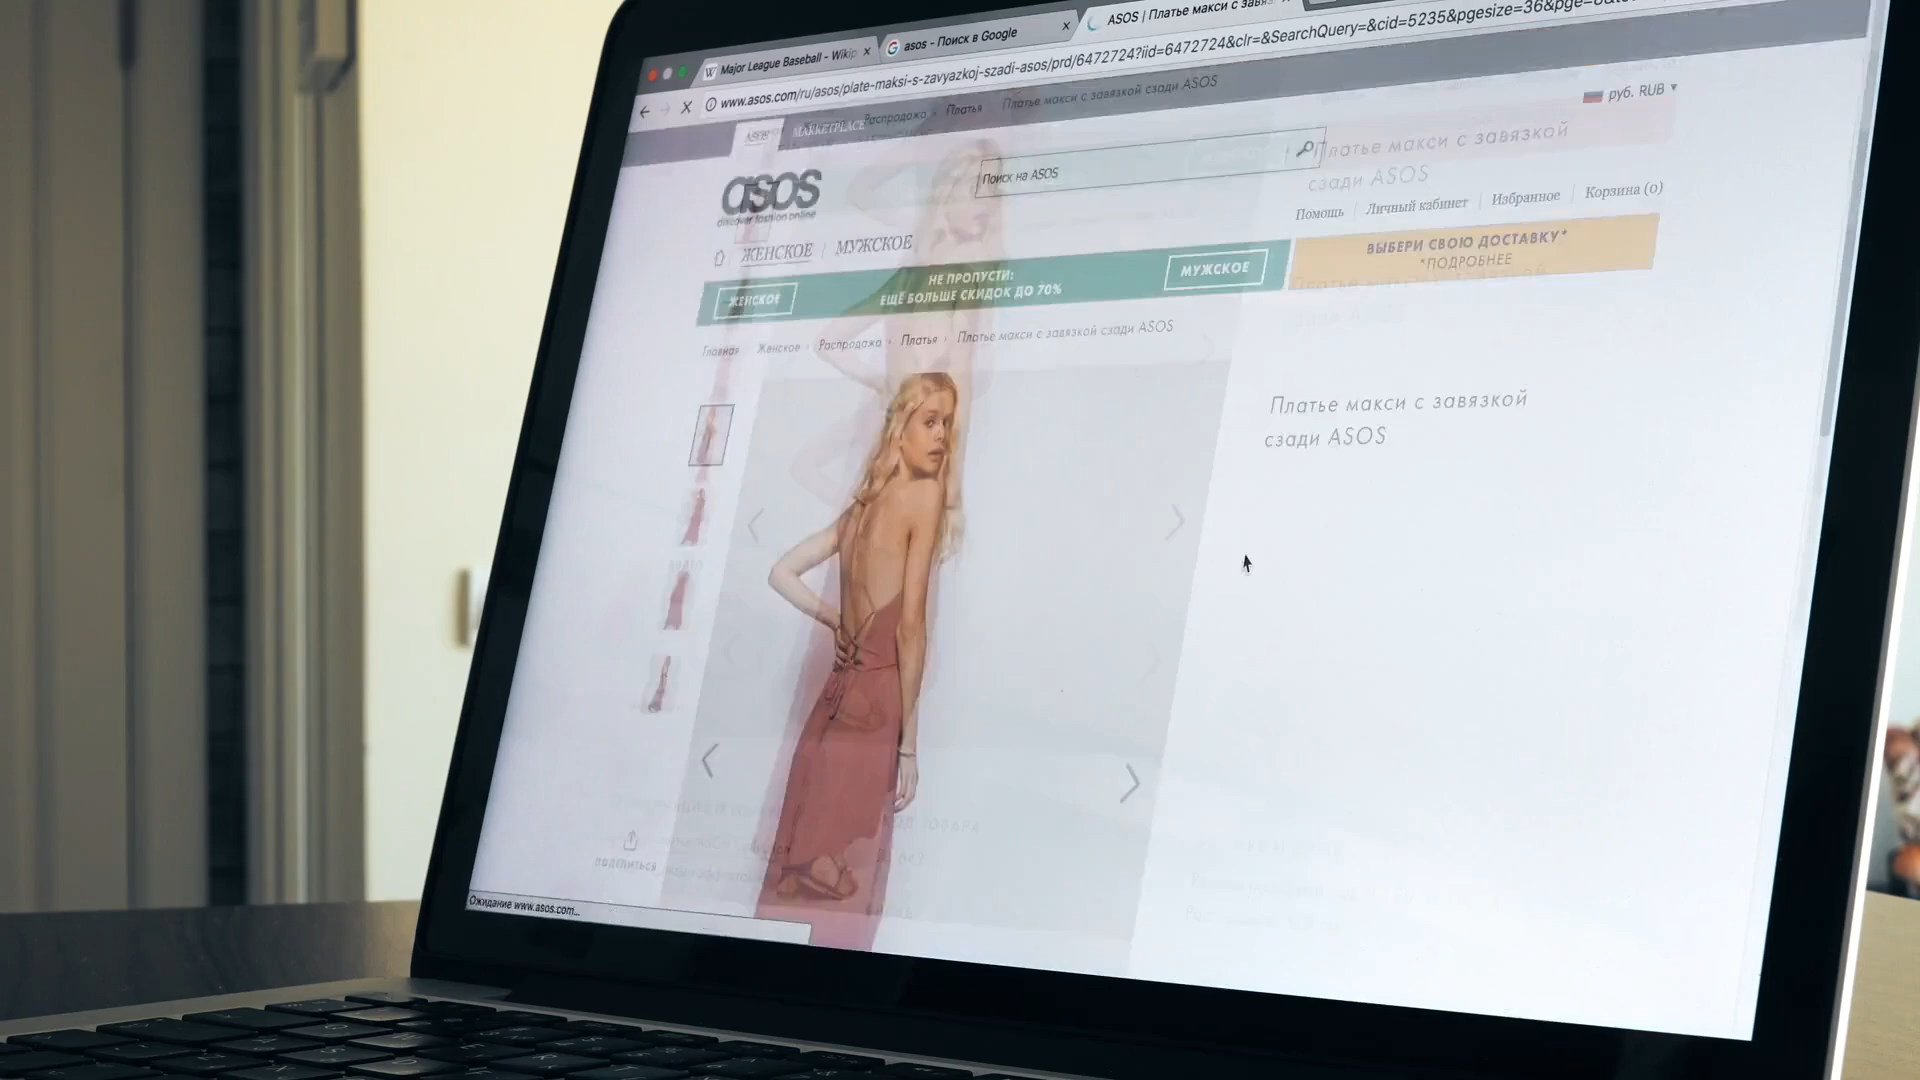 Major League Baseball - Wikip
asos - Поиск в Google
ASOS | Платье макси с завя
www.asos.com/ru/asos/plate-maksi-s-zavyazkoj-szadi-asos/prd/6472724?iid=6472724&clr=&SearchQuery=&cid=5235&pgesize=36&pge=
Распродажа Платья Платье макси с завязкой сзади ASOS
руб. RUB
ASOS MARKETPLACE
Платье макси с завязкой
сзади ASOS
asos
discover fashion online
Поиск на ASOS
Помощь Личный кабинет Избранное Корзина (0)
ЖЕНСКОЕ МУЖСКОЕ
ЖЕНСКОЕ
НЕ ПРОПУСТИ:
ЕЩЁ БОЛЬШЕ СКИДОК ДО 70%
МУЖСКОЕ
ВЫБЕРИ СВОЮ ДОСТАВКУ*
*ПОДРОБНЕЕ
Главная Женское Распродажа Платья Платье макси с завязкой сзади ASOS
Платье макси с завязкой
сзади ASOS
ПОДЕЛИТЬСЯ
Ожидание www.asos.com...